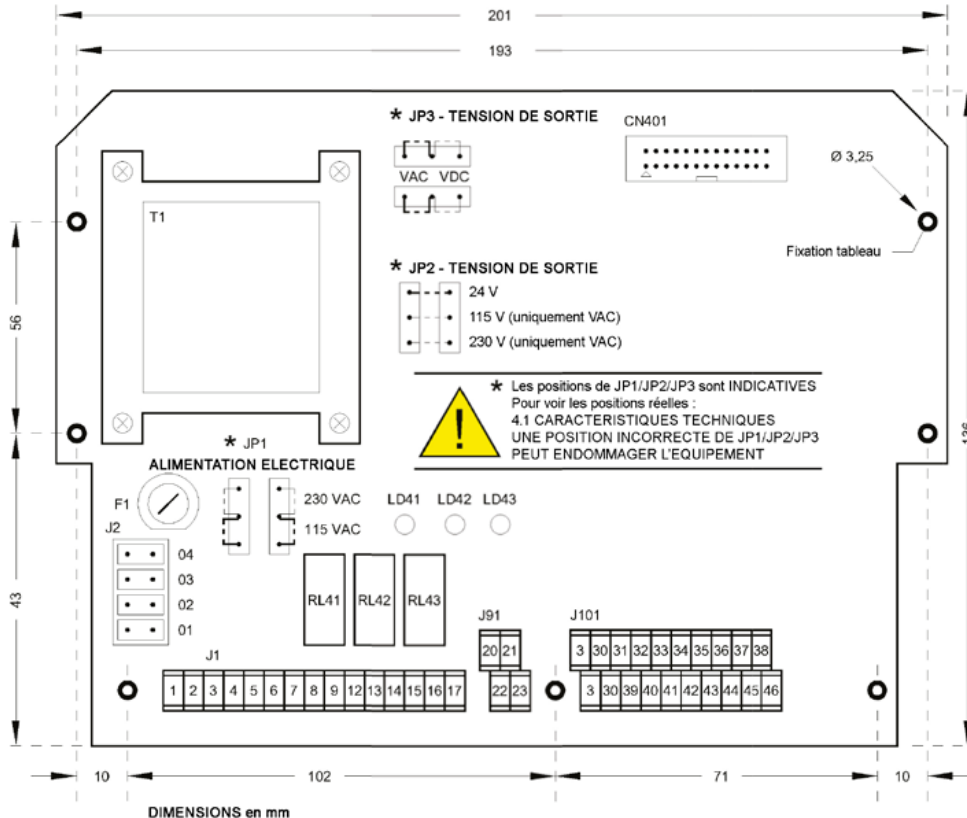 201
193
* JP3 - TENSION DE SORTIE
CN401
VAC VDC
Ø 3,25
T1
Fixation tableau
* JP2 - TENSION DE SORTIE
24 V
115 V (uniquement VAC)
230 V (uniquement VAC)
56
* Les positions de JP1/JP2/JP3 sont INDICATIVES
Pour voir les positions réelles :
4.1 CARACTERISTIQUES TECHNIQUES
UNE POSITION INCORRECTE DE JP1/JP2/JP3
PEUT ENDOMMAGER L'EQUIPEMENT
!
* JP1
ALIMENTATION ELECTRIQUE
F1
230 VAC
115 VAC
LD41 LD42 LD43
J2
04
03
02
01
43
RL41 RL42 RL43
J91
20 21
22 23
J101
3 30 31 32 33 34 35 36 37 38
3 30 39 40 41 42 43 44 45 46
J1
1 2 3 4 5 6 7 8 9 12 13 14 15 16 17
10 102 71 10
DIMENSIONS en mm